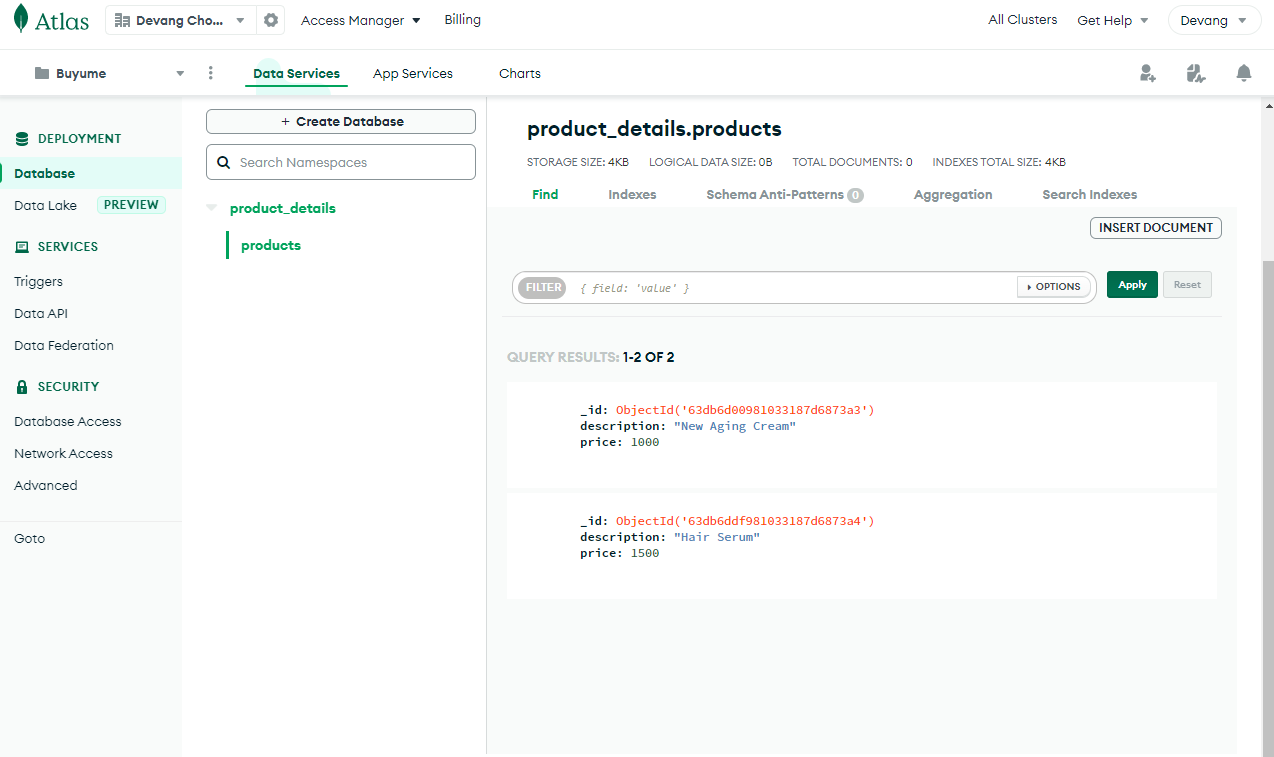 Atlas Devang Cho... Access Manager Billing All Clusters Get Help Devang
Buyume Data Services App Services Charts
DEPLOYMENT
Database
Data Lake PREVIEW
SERVICES
Triggers
Data API
Data Federation
SECURITY
Database Access
Network Access
Advanced
Goto
+ Create Database
Search Namespaces
product_details
products
product_details.products
STORAGE SIZE: 4KB LOGICAL DATA SIZE: 0B TOTAL DOCUMENTS: 0 INDEXES TOTAL SIZE: 4KB
Find Indexes Schema Anti-Patterns 0 Aggregation Search Indexes
INSERT DOCUMENT
FILTER { field: 'value' } OPTIONS Apply Reset
QUERY RESULTS: 1-2 OF 2
_id: ObjectId('63db6d00981033187d6873a3')
description: "New Aging Cream"
price: 1000
_id: ObjectId('63db6ddf981033187d6873a4')
description: "Hair Serum"
price: 1500